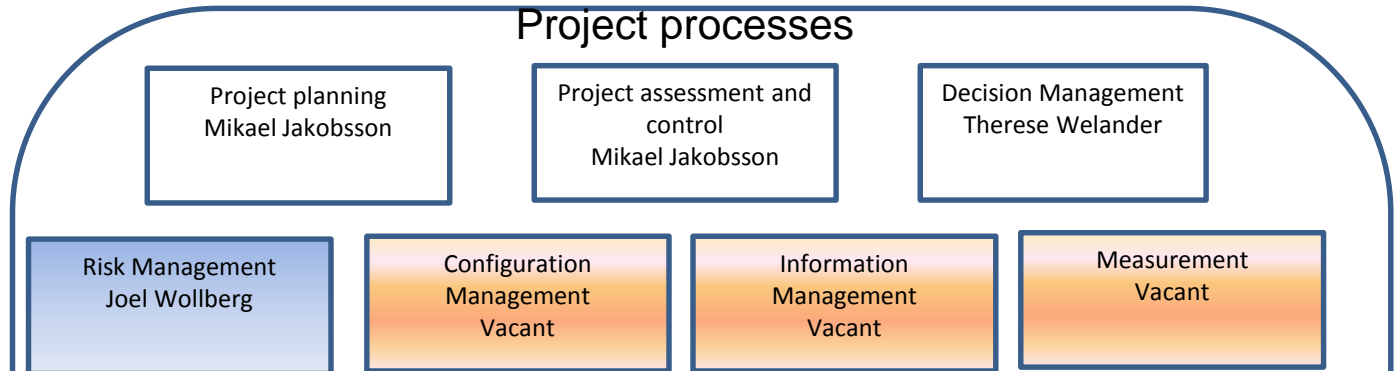 Project processes
Project planning
Mikael Jakobsson
Project assessment and
control
Mikael Jakobsson
Decision Management
Therese Welander
Risk Management
Joel Wollberg
Configuration
Management
Vacant
Information
Management
Vacant
Measurement
Vacant